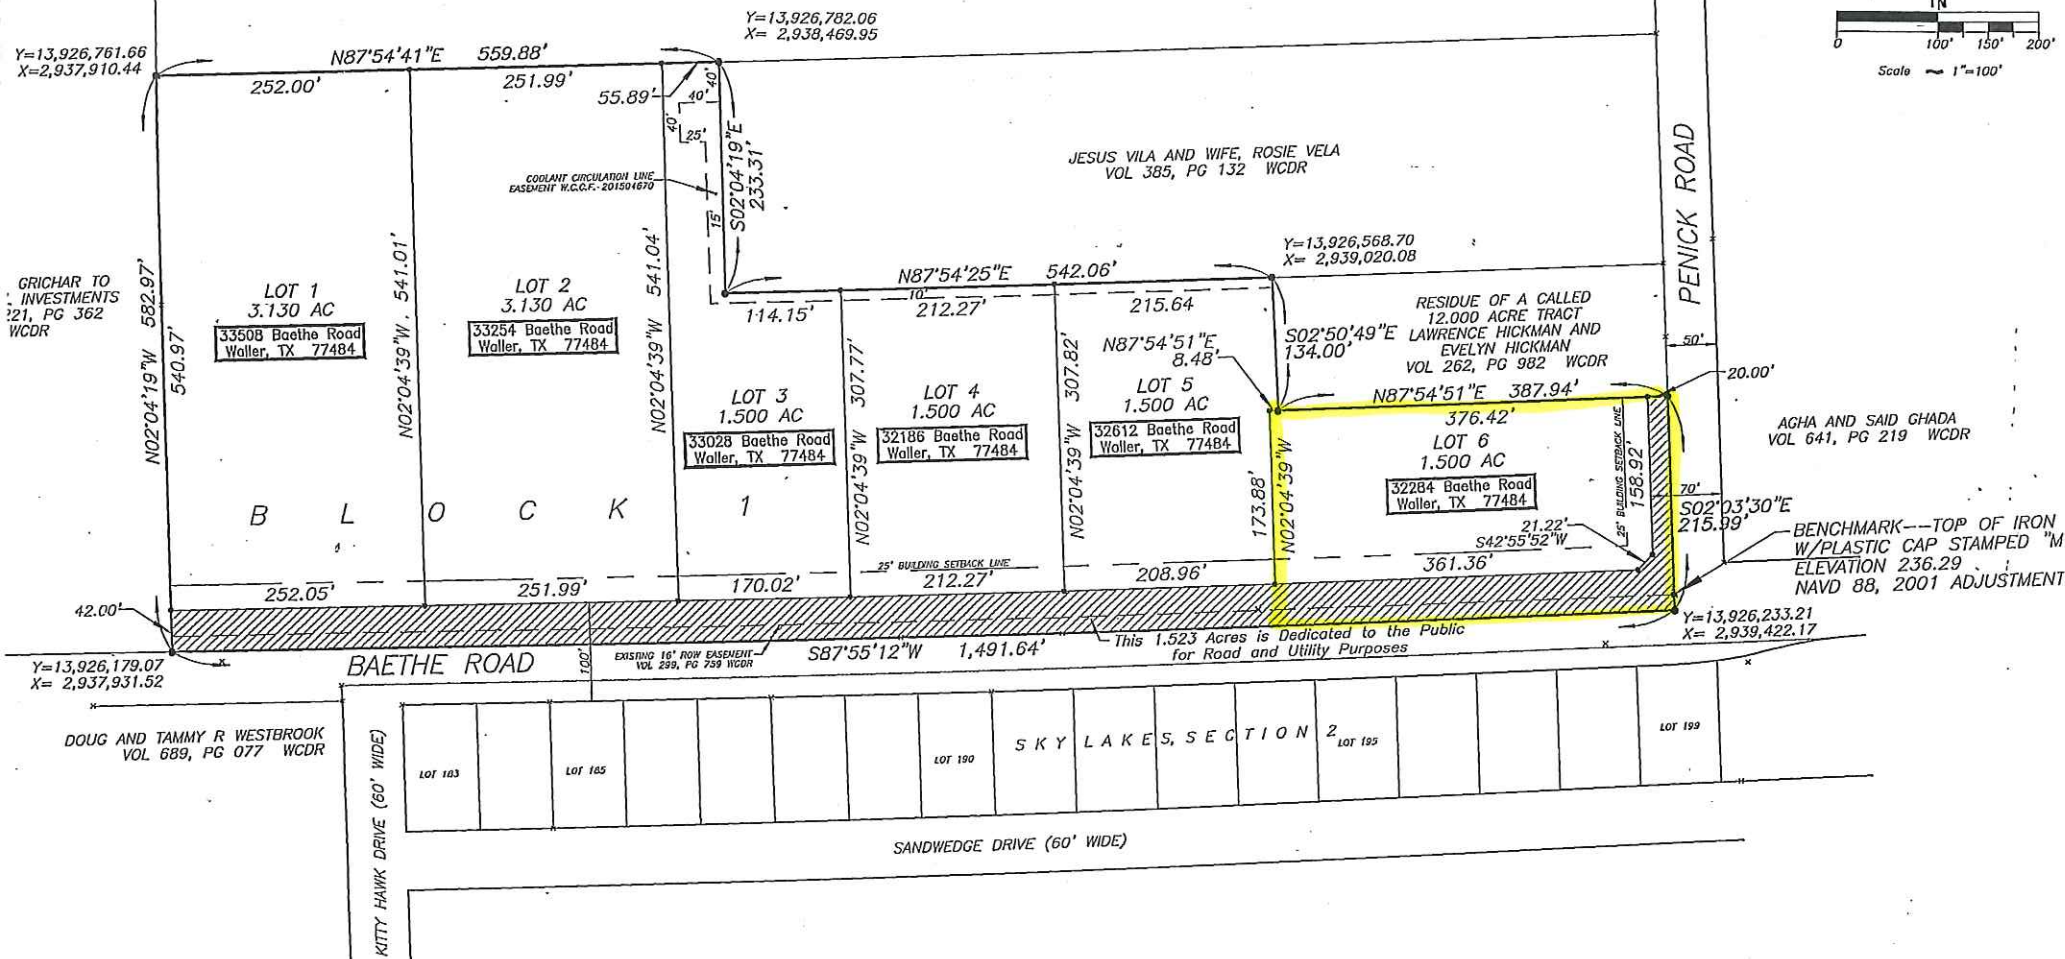 Y=13,926,782.06
X= 2,938,469.95
Y=13,926,761.66
X=2,937,910.44
N87°54'41"E 559.88'
252.00'
251.99'
55.89'
40'
40'
40'
25'
0 100' 150' 200'
Scale ~ 1"=100'
COOLANT CIRCULATION LINE
EASEMENT W.C.C.F.-201504670
15'
S02°04'19"E
233.31'
JESUS VILA AND WIFE, ROSIE VELA
VOL 385, PG 132 WCDR
PENICK ROAD
GRICHAR TO
INVESTMENTS
221, PG 362
WCDR
N02°04'19"W 582.97'
540.97'
LOT 1
3.130 AC
33508 Baethe Road
Waller, TX 77484
N02°04'39"W, 541.01'
LOT 2
3.130 AC
33254 Baethe Road
Waller, TX 77484
N02°04'39"W 541.04'
N87°54'25"E 542.06'
114.15'
10'
212.27'
215.64
Y=13,926,568.70
X= 2,939,020.08
RESIDUE OF A CALLED
12.000 ACRE TRACT
LAWRENCE HICKMAN AND
EVELYN HICKMAN
VOL 262, PG 982 WCDR
S02°50'49"E
134.00'
N87°54'51"E
8.48'
50'
20.00'
LOT 3
1.500 AC
33028 Baethe Road
Waller, TX 77484
N02°04'39"W 307.77'
LOT 4
1.500 AC
32186 Baethe Road
Waller, TX 77484
N02°04'39"W 307.82'
LOT 5
1.500 AC
32612 Baethe Road
Waller, TX 77484
173.88'
N02°04'39"W
N87°54'51"E 387.94'
376.42'
LOT 6
1.500 AC
32284 Baethe Road
Waller, TX 77484
25' BUILDING SETBACK LINE
158.92'
AGHA AND SAID GHADA
VOL 641, PG 219 WCDR
70'
S02°03'30"E
215.99'
BENCHMARK--TOP OF IRON
W/PLASTIC CAP STAMPED "M
ELEVATION 236.29
NAVD 88, 2001 ADJUSTMENT
BLOCK 1
21.22'
S42°55'52"W
361.36'
25' BUILDING SETBACK LINE
252.05'
251.99'
170.02'
212.27'
208.96'
42.00'
Y=13,926,233.21
X= 2,939,422.17
Y=13,926,179.07
X= 2,937,931.52
BAETHE ROAD
100'
EXISTING 16' ROW EASEMENT
VOL 299, PG 759 WCDR
S87°55'12"W 1,491.64'
This 1.523 Acres is Dedicated to the Public
for Road and Utility Purposes
DOUG AND TAMMY R WESTBROOK
VOL 689, PG 077 WCDR
KITTY HAWK DRIVE (60' WIDE)
LOT 183
LOT 185
LOT 190
SKY LAKES, SECTION 2
LOT 195
LOT 199
SANDWEDGE DRIVE (60' WIDE)